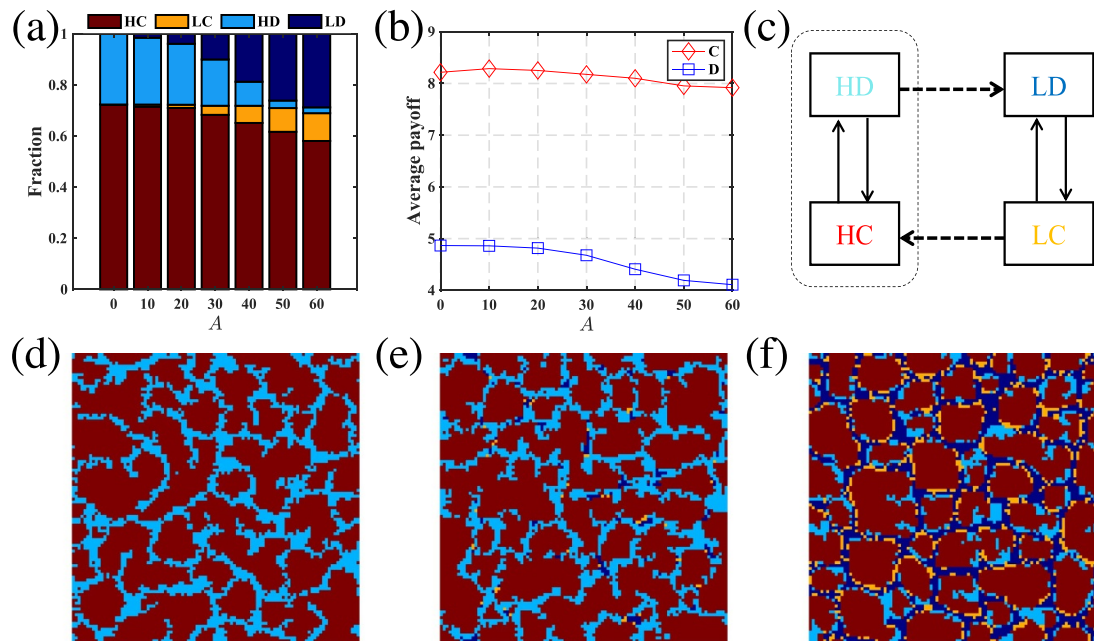 (a)
HC LC HD LD
1
0.8
0.6
0.4
0.2
0
Fraction
0 10 20 30 40 50 60
A
(b)
9
8
7
6
5
4
Average payoff
C
D
0 10 20 30 40 50 60
A
(c)
HD LD
HC LC
(d)
(e)
(f)